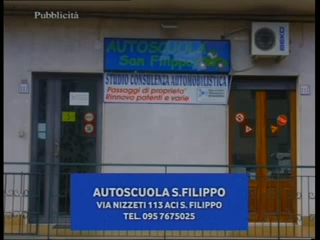 Pubblicità
AUTOSCUOLA
San Filippo
STUDIO CONSULENZA AUTOMOBILISTICA
Passaggi di proprietà
Rinnovo patenti e varie
AUTOSCUOLA S.FILIPPO
VIA NIZZETI 113 ACI S. FILIPPO
TEL. 095 7675025